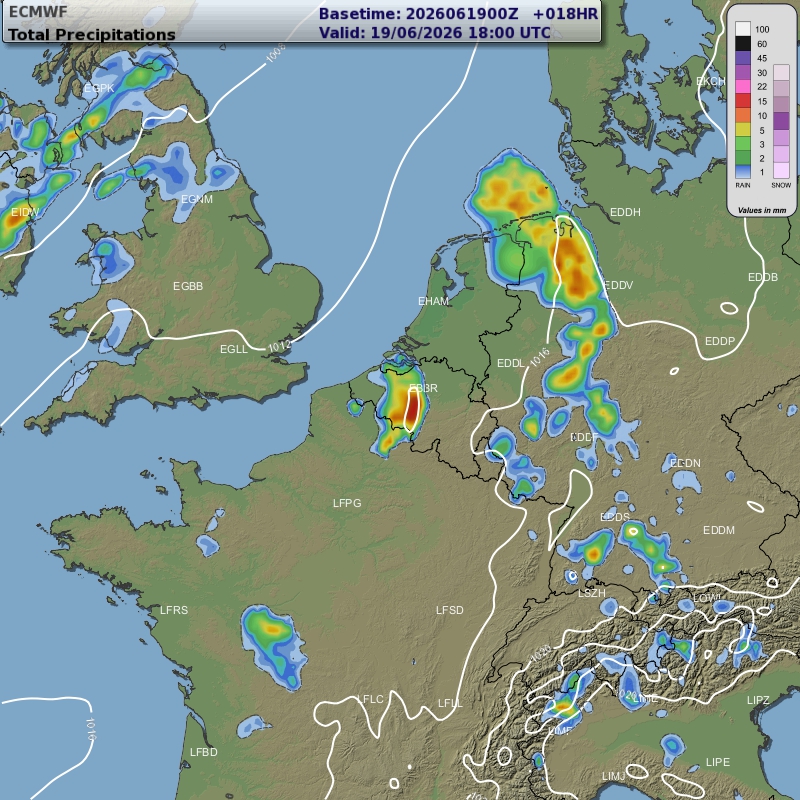 ECMWF
Basetime: 2026061900Z +018HR
Total Precipitations
Valid: 19/06/2026 18:00 UTC
100
60
45
30
22
15
10
5
3
2
1
RAIN
SNOW
Values in mm
1008
EGPK
EKCH
EGNM
EIDW
EDDH
EGBB
EDDB
EDDV
EHAM
EGLL
1012
EDDP
1016
EDDL
EBBR
EDDF
EDDN
LFPG
EDDS
EDDM
LSZH
LOWI
LFRS
LFSD
1020
1020
LFLC
LFLL
LIPZ
1016
LIMF
LFBD
LIPE
LIMJ